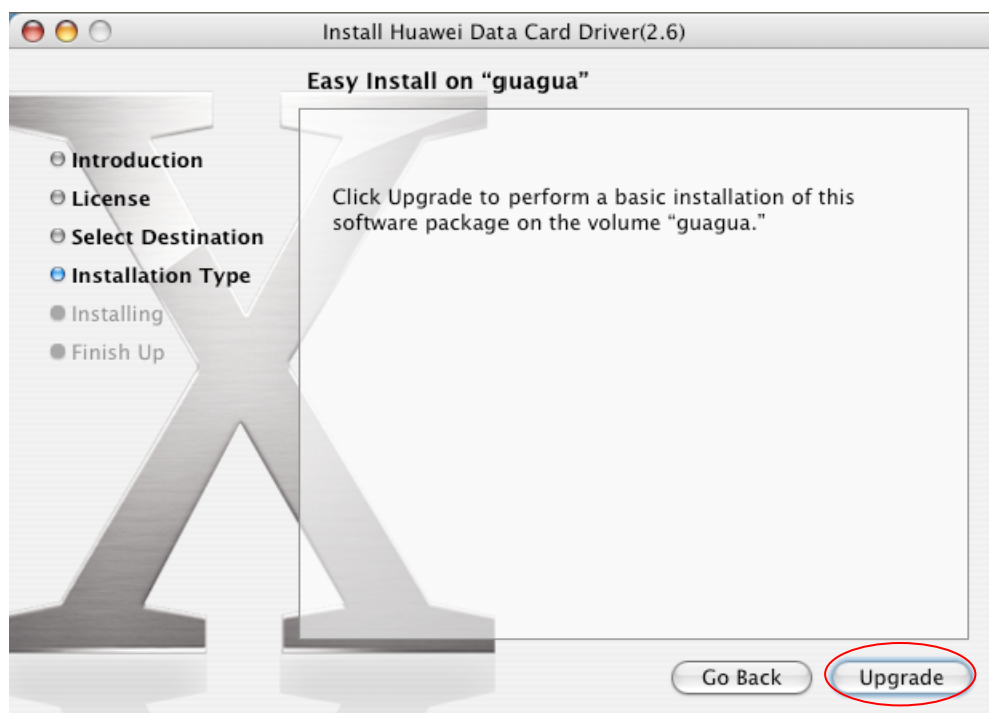 Install Huawei Data Card Driver(2.6)
Easy Install on “guagua”
Introduction
License
Select Destination
Installation Type
Installing
Finish Up
Click Upgrade to perform a basic installation of this
software package on the volume “guagua.”
Go Back
Upgrade